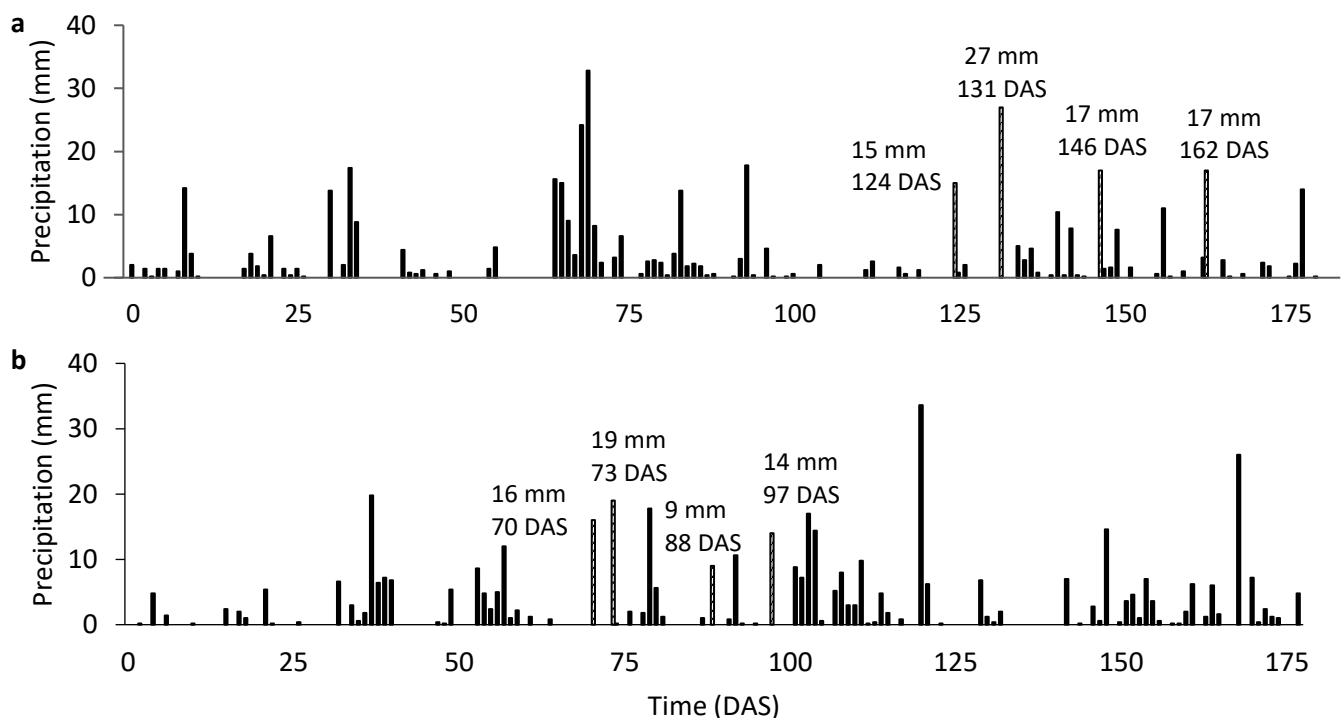 a
Precipitation (mm)
40
30
20
10
0
27 mm
131 DAS
15 mm
124 DAS
17 mm
146 DAS
17 mm
162 DAS
0 25 50 75 100 125 150 175
b
Precipitation (mm)
40
30
20
10
0
16 mm
70 DAS
19 mm
73 DAS
9 mm
88 DAS
14 mm
97 DAS
0 25 50 75 100 125 150 175
Time (DAS)